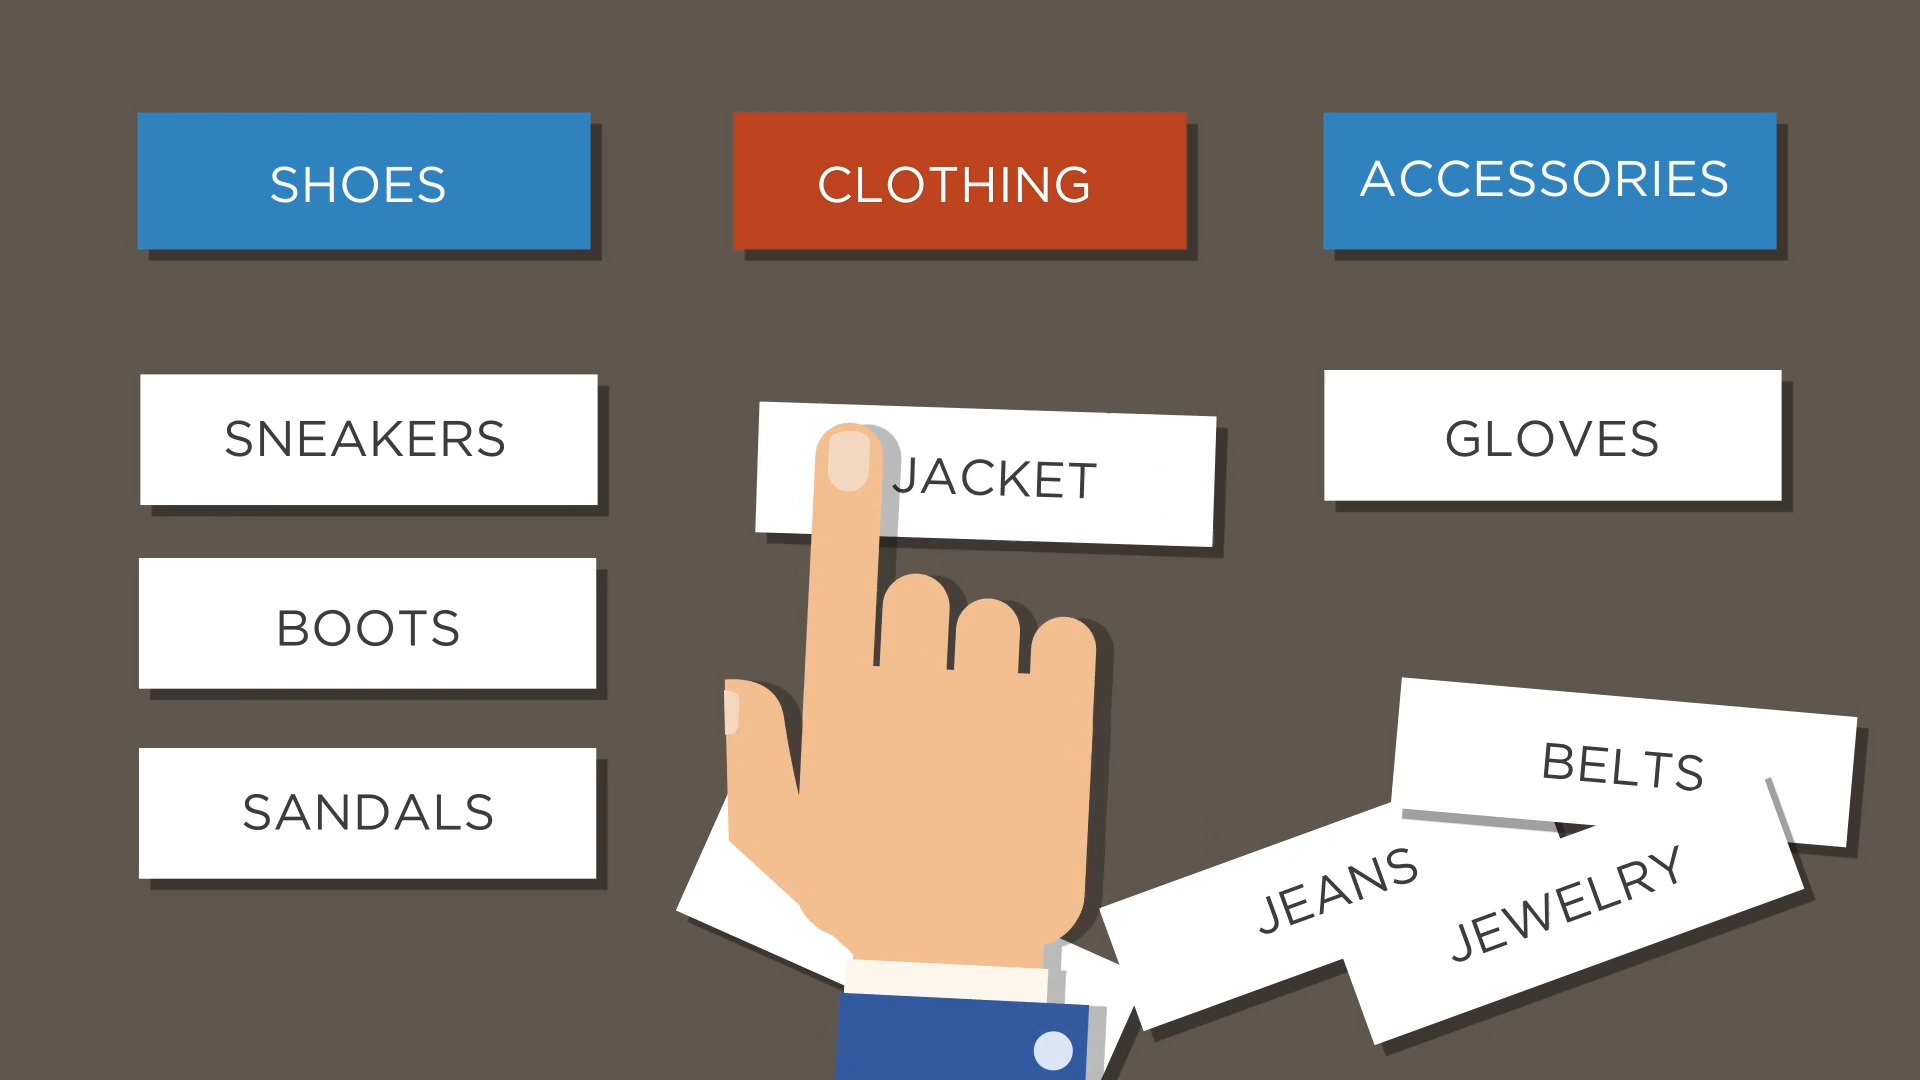 SHOES
CLOTHING
ACCESSORIES
SNEAKERS
JACKET
GLOVES
BOOTS
BELTS
SANDALS
JEANS
JEWELRY